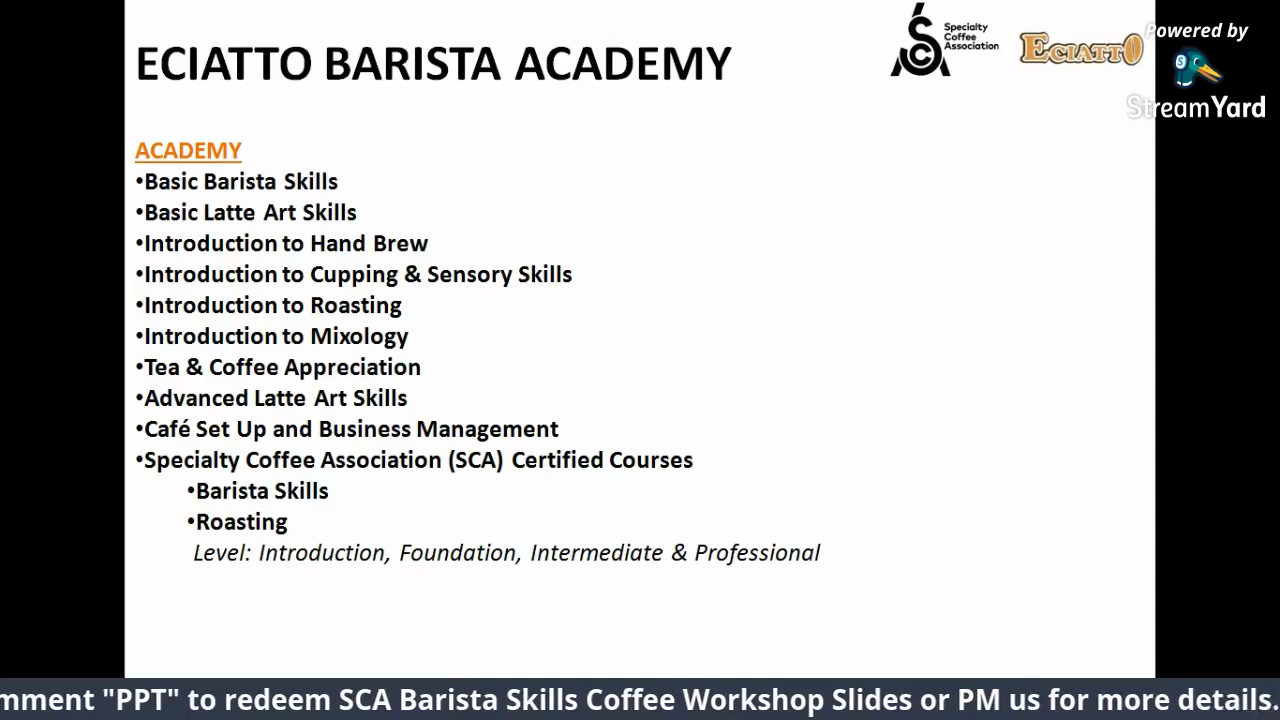 ECIATTO BARISTA ACADEMY
Specialty
Coffee
Association
ECIATTO
Powered by
StreamYard
ACADEMY
•Basic Barista Skills
•Basic Latte Art Skills
•Introduction to Hand Brew
•Introduction to Cupping & Sensory Skills
•Introduction to Roasting
•Introduction to Mixology
•Tea & Coffee Appreciation
•Advanced Latte Art Skills
•Café Set Up and Business Management
•Specialty Coffee Association (SCA) Certified Courses
•Barista Skills
•Roasting
Level: Introduction, Foundation, Intermediate & Professional
mment "PPT" to redeem SCA Barista Skills Coffee Workshop Slides or PM us for more details.